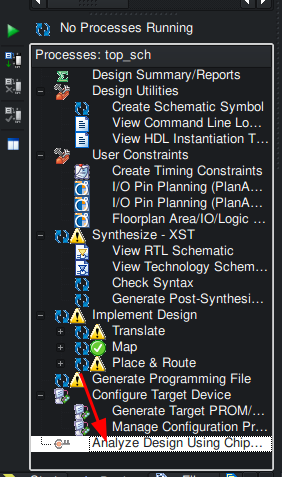 No Processes Running
Processes: top_sch
Design Summary/Reports
Design Utilities
Create Schematic Symbol
View Command Line Lo...
View HDL Instantiation T...
User Constraints
Create Timing Constraints
I/O Pin Planning (PlanA...
I/O Pin Planning (PlanA...
Floorplan Area/IO/Logic ...
Synthesize - XST
View RTL Schematic
View Technology Schem...
Check Syntax
Generate Post-Synthesi...
Implement Design
Translate
Map
Place & Route
Generate Programming File
Configure Target Device
Generate Target PROM/...
Manage Configuration Pr...
Analyze Design Using Chip...